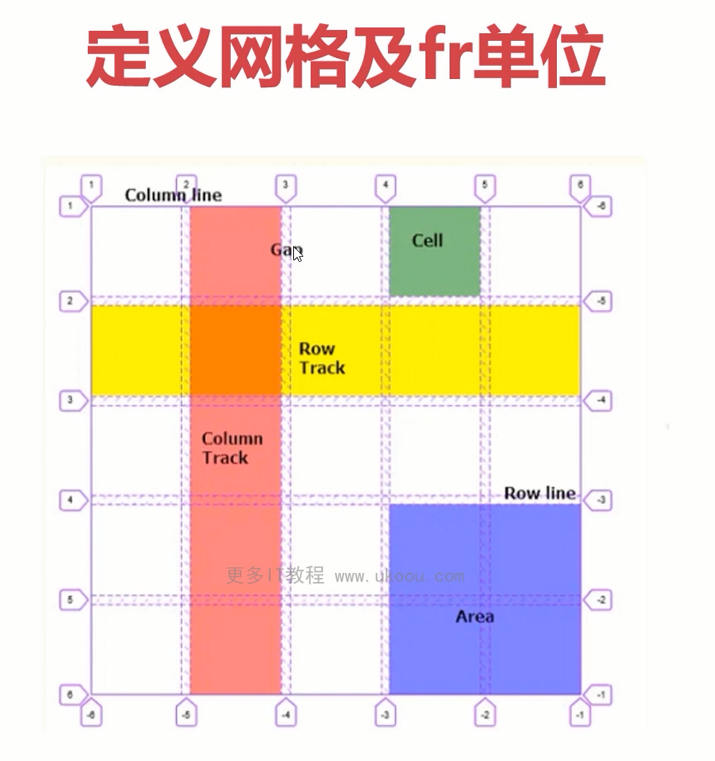 定义网格及fr单位
1 2 3 4 5 6
Column line
1 -6
Gap
Cell
2 -5
Row
Track
3 -4
Column
Track
Row line
4 -3
更多IT教程 www.ukoou.com
5 -2
Area
6 -1
-6 -5 -4 -3 -2 -1